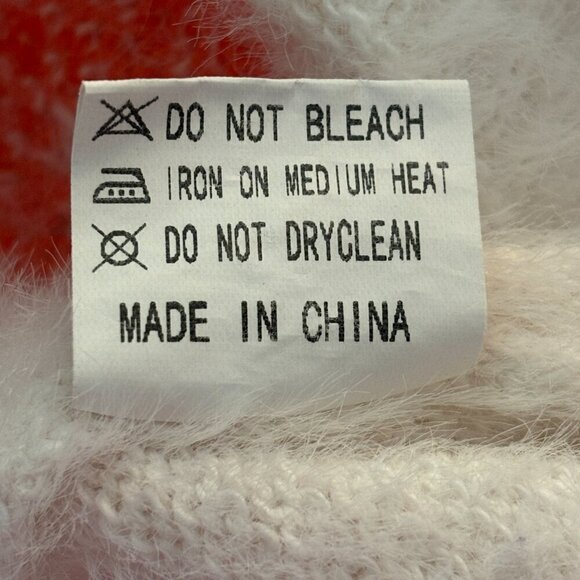 DO NOT BLEACH
IRON ON MEDIUM HEAT
DO NOT DRYCLEAN
MADE IN CHINA